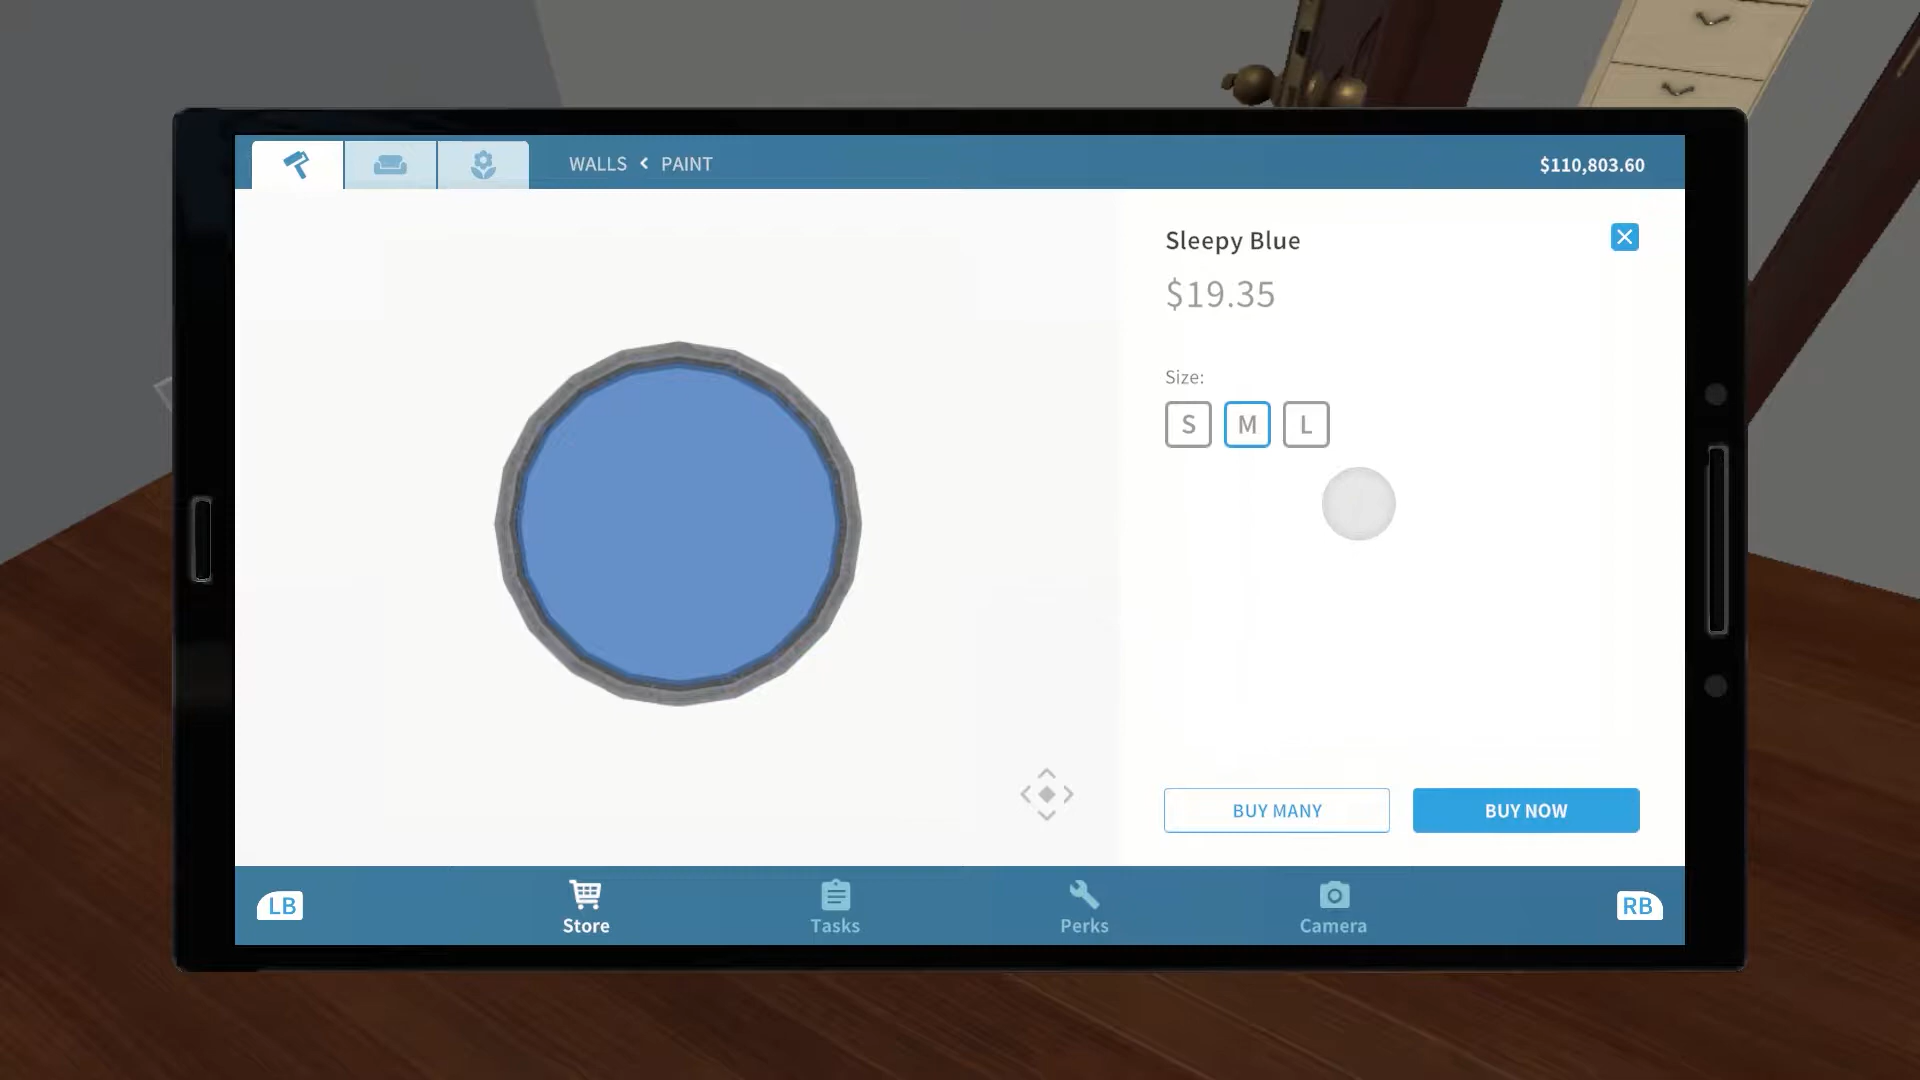 WALLS < PAINT
$110,803.60
Sleepy Blue
$19.35
Size:
S M L
BUY MANY
BUY NOW
LB
Store
Tasks
Perks
Camera
RB